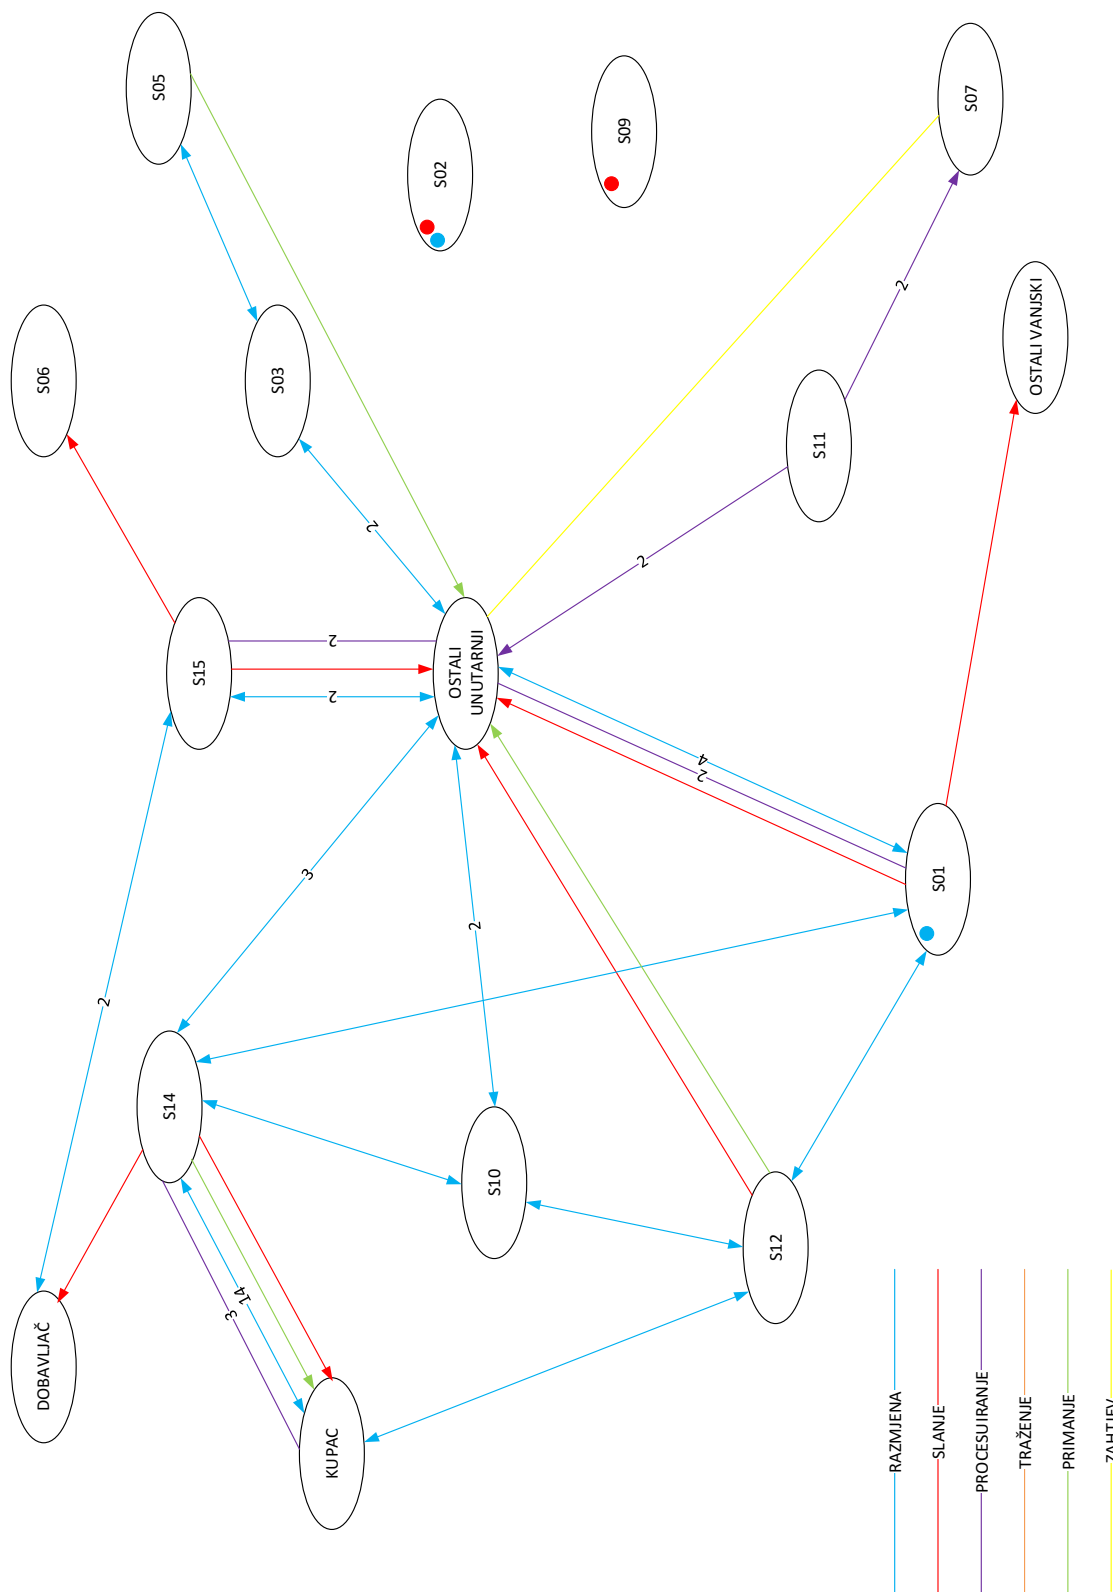 DOBAVLJAČ
S06
2
S05
S14
S15
3
14
S03
3
KUPAC
2
2
2
S02
OSTALI
UNUTARNJI
2
S10
S09
2
2
4
S12
S11
2
S01
S07
OSTALI VANJSKI
RAZMJENA
SLANJE
PROCESUIRANJE
TRAŽENJE
PRIMANJE
ZAHTJEV